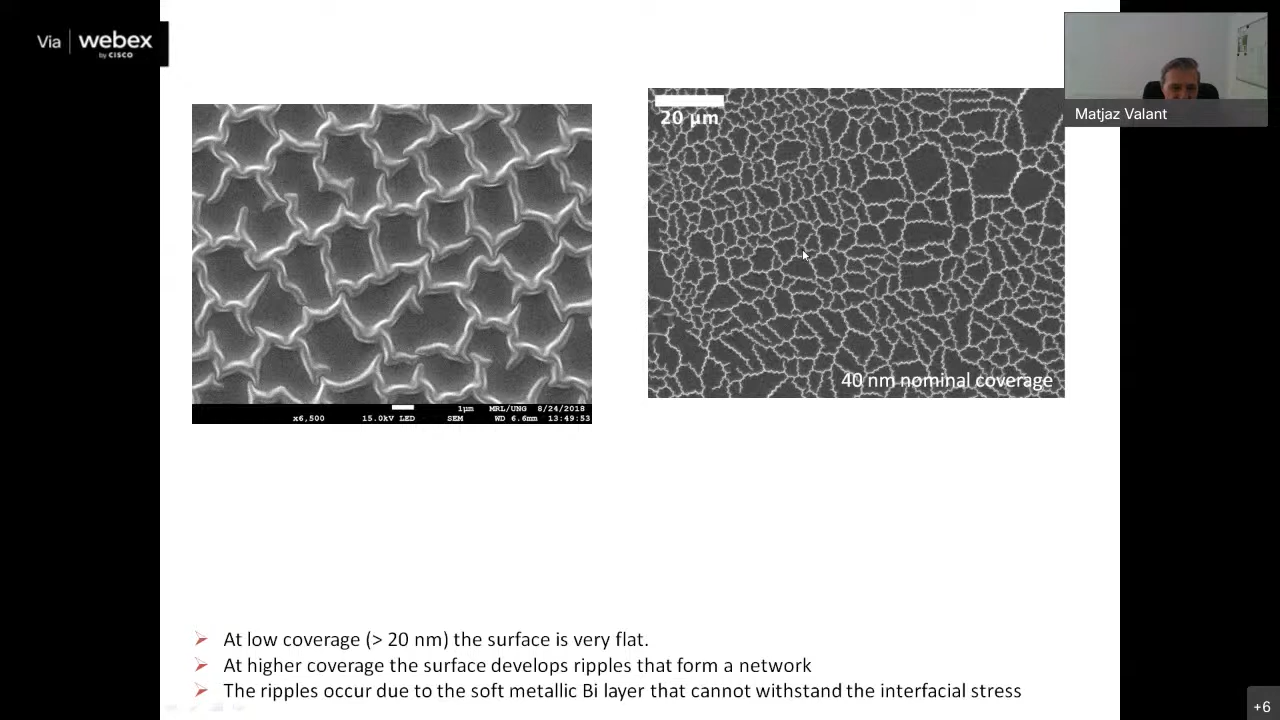 Via webex
by CISCO
20 µm
Matjaz Valant
40 nm nominal coverage
1µm MRL/UNG 8/24/2018
x6,500 15.0kV LED SEM WD 6.6mm 13:49:53
At low coverage (> 20 nm) the surface is very flat.
At higher coverage the surface develops ripples that form a network
The ripples occur due to the soft metallic Bi layer that cannot withstand the interfacial stress
+6